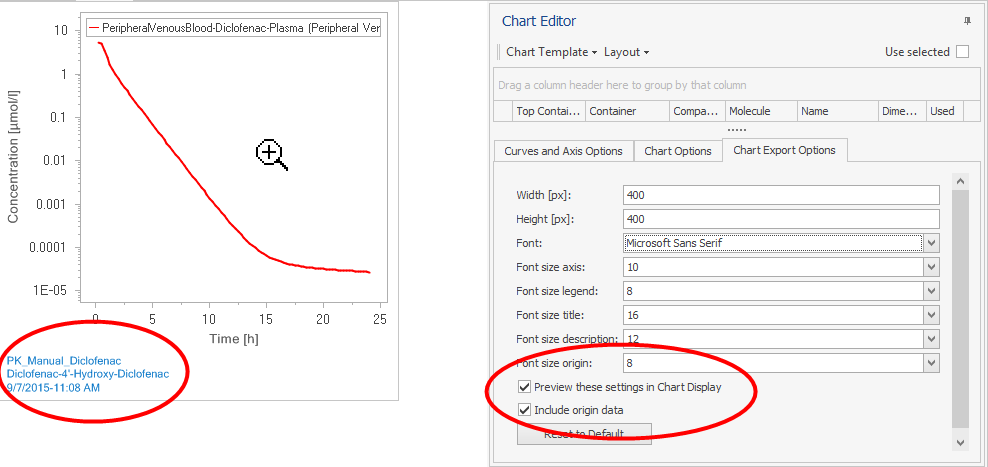 10
1
0.1
0.01
0.001
0.0001
1E-05
Concentration [µmol/l]
PeripheralVenousBlood-Diclofenac-Plasma (Peripheral Ver
0 5 10 15 20 25
Time [h]
PK_Manual_Diclofenac
Diclofenac-4'-Hydroxy-Diclofenac
9/7/2015-11:08 AM
Chart Editor
Chart Template Layout Use selected
Drag a column header here to group by that column
Top Contai... Container Compa... Molecule Name Dime... Used
Curves and Axis Options Chart Options Chart Export Options
Width [px]: 400
Height [px]: 400
Font: Microsoft Sans Serif
Font size axis: 10
Font size legend: 8
Font size title: 16
Font size description: 12
Font size origin: 8
Preview these settings in Chart Display
Include origin data
Reset to Default